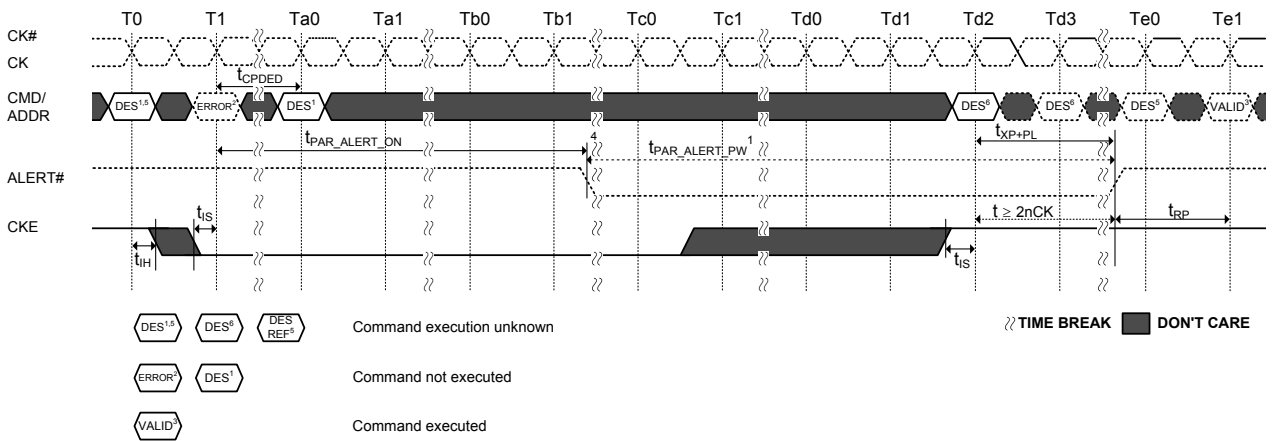 T0 T1 Ta0 Ta1 Tb0 Tb1 Tc0 Tc1 Td0 Td1 Td2 Td3 Te0 Te1
CK#
CK
tCPDED
CMD/
ADDR
DES1,5 ERROR2 DES1 DES6 DES6 DES5 VALID3
tPAR_ALERT_ON 4 tPAR_ALERT_PW1 tXP+PL
ALERT#
tIS t ≥ 2nCK tRP
CKE
tIH tIS
DES1,5 DES6 DES REF5 Command execution unknown
TIME BREAK DON'T CARE
ERROR2 DES1 Command not executed
VALID3 Command executed